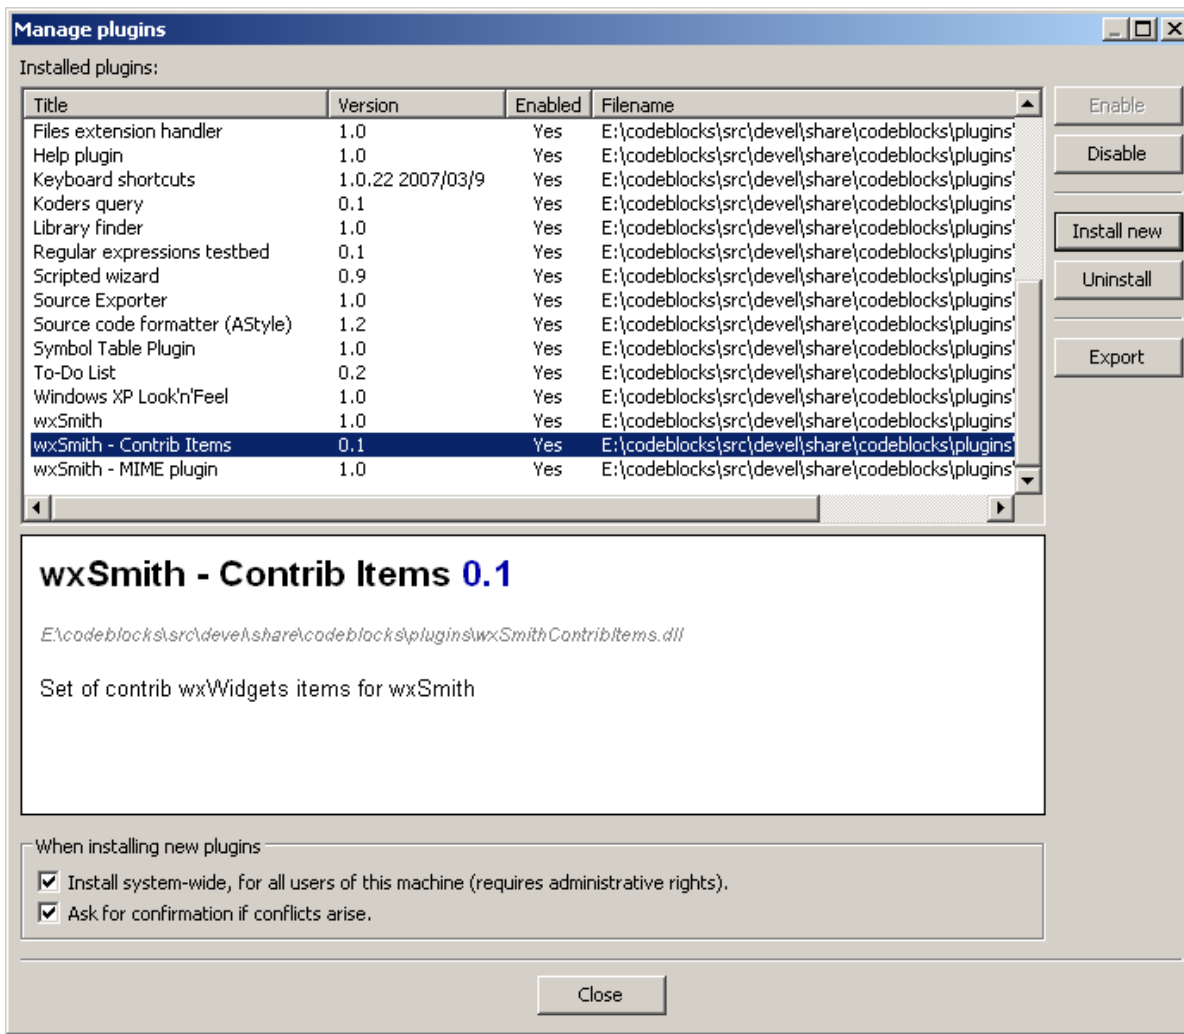 Manage plugins
Installed plugins:
Title Version Enabled Filename
Files extension handler 1.0 Yes E:\codeblocks\src\devel\share\codeblocks\plugins\
Help plugin 1.0 Yes E:\codeblocks\src\devel\share\codeblocks\plugins\
Keyboard shortcuts 1.0.22 2007/03/9 Yes E:\codeblocks\src\devel\share\codeblocks\plugins\
Koders query 0.1 Yes E:\codeblocks\src\devel\share\codeblocks\plugins\
Library finder 1.0 Yes E:\codeblocks\src\devel\share\codeblocks\plugins\
Regular expressions testbed 0.1 Yes E:\codeblocks\src\devel\share\codeblocks\plugins\
Scripted wizard 0.9 Yes E:\codeblocks\src\devel\share\codeblocks\plugins\
Source Exporter 1.0 Yes E:\codeblocks\src\devel\share\codeblocks\plugins\
Source code formatter (AStyle) 1.2 Yes E:\codeblocks\src\devel\share\codeblocks\plugins\
Symbol Table Plugin 1.0 Yes E:\codeblocks\src\devel\share\codeblocks\plugins\
To-Do List 0.2 Yes E:\codeblocks\src\devel\share\codeblocks\plugins\
Windows XP Look'n'Feel 1.0 Yes E:\codeblocks\src\devel\share\codeblocks\plugins\
wxSmith 1.0 Yes E:\codeblocks\src\devel\share\codeblocks\plugins\
wxSmith - Contrib Items 0.1 Yes E:\codeblocks\src\devel\share\codeblocks\plugins\
wxSmith - MIME plugin 1.0 Yes E:\codeblocks\src\devel\share\codeblocks\plugins\
Enable
Disable
Install new
Uninstall
Export
wxSmith - Contrib Items 0.1
E:\codeblocks\src\devel\share\codeblocks\plugins\wxSmithContribItems.dll
Set of contrib wxWidgets items for wxSmith
When installing new plugins
Install system-wide, for all users of this machine (requires administrative rights).
Ask for confirmation if conflicts arise.
Close